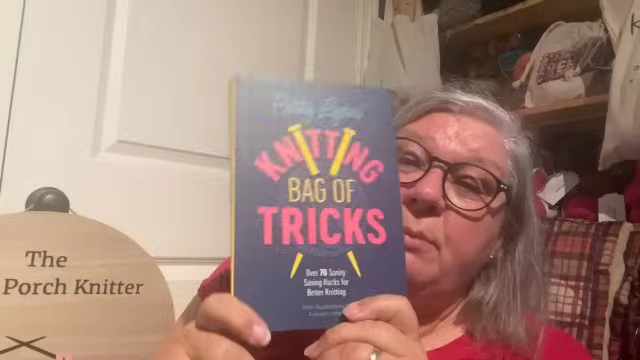 The
Porch Knitter
KNITTING
BAG OF
TRICKS
Over 70 Sanity
Saving Hacks for
Better Knitting